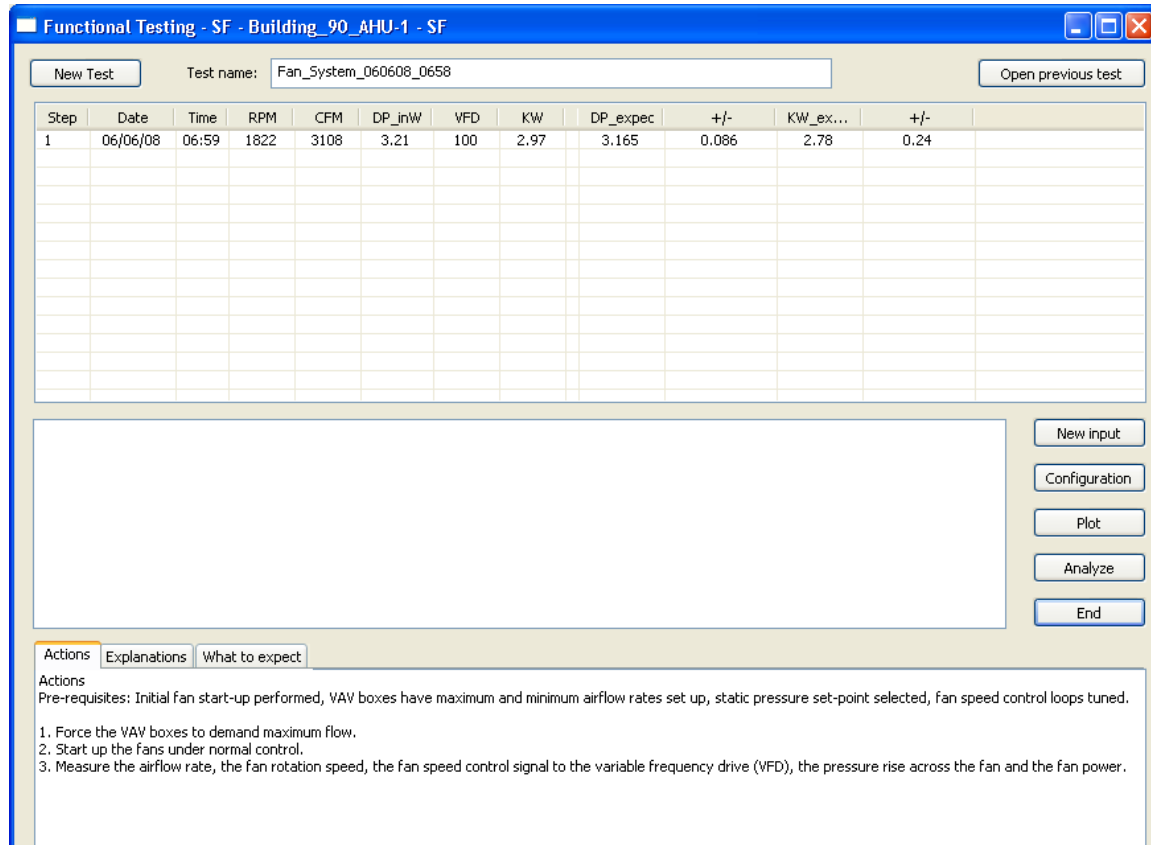 Functional Testing - SF - Building_90_AHU-1 - SF
New Test Test name: Fan_System_060608_0658 Open previous test
Step Date Time RPM CFM DP_inW VFD KW DP_expec +/- KW_ex... +/-
1 06/06/08 06:59 1822 3108 3.21 100 2.97 3.165 0.086 2.78 0.24
New input
Configuration
Plot
Analyze
End
Actions Explanations What to expect
Actions
Pre-requisites: Initial fan start-up performed, VAV boxes have maximum and minimum airflow rates set up, static pressure set-point selected, fan speed control loops tuned.
1. Force the VAV boxes to demand maximum flow.
2. Start up the fans under normal control.
3. Measure the airflow rate, the fan rotation speed, the fan speed control signal to the variable frequency drive (VFD), the pressure rise across the fan and the fan power.